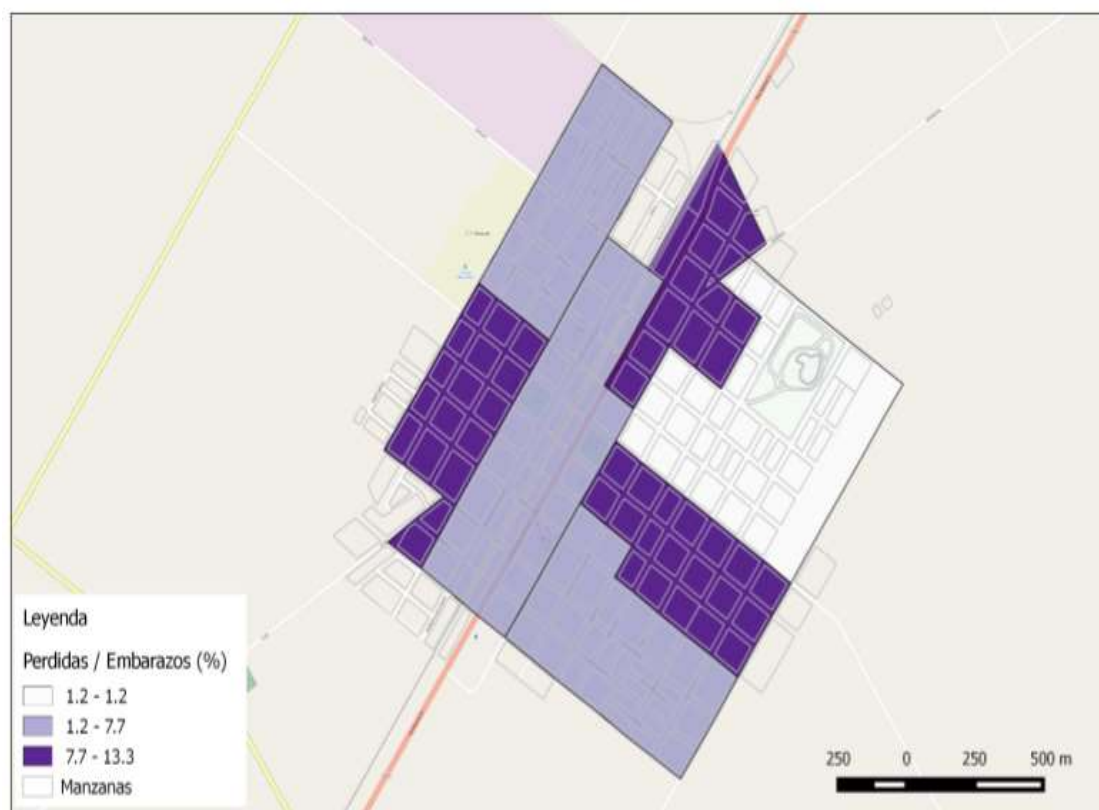 Leyenda
Perdidas / Embarazos (%)
1.2 - 1.2
1.2 - 7.7
7.7 - 13.3
Manzanas
250 0 250 500 m